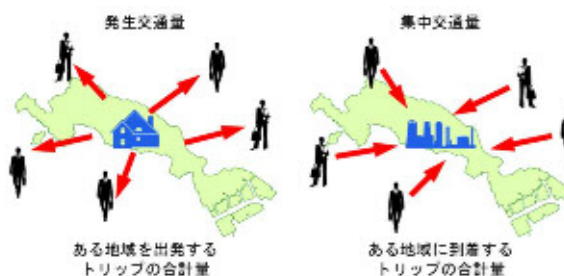 発生交通量
集中交通量
ある地域を出発する
トリップの合計量
ある地域に到着する
トリップの合計量